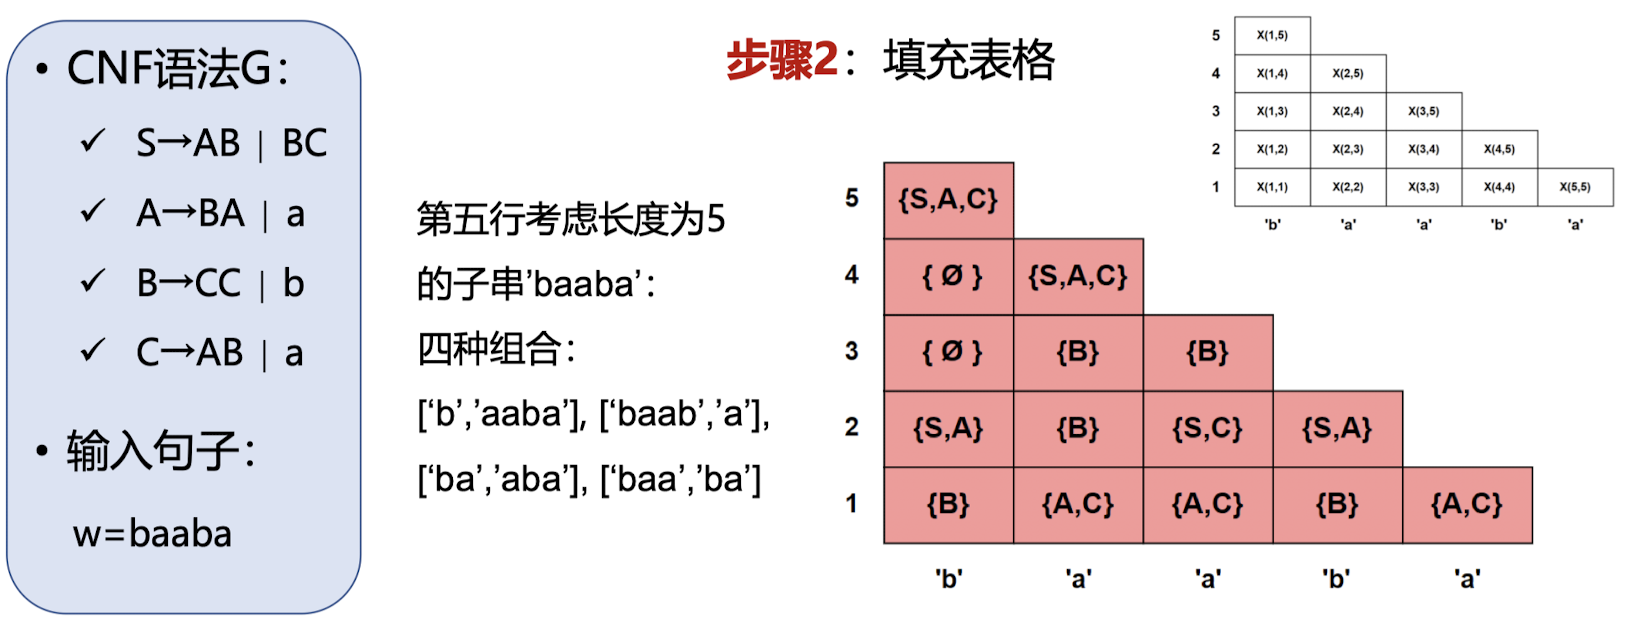 • CNF语法G：
✓ S→AB | BC
✓ A→BA | a
✓ B→CC | b
✓ C→AB | a
• 输入句子：
w=baaba
步骤2：填充表格
第五行考虑长度为5
的子串’baaba’：
四种组合：
[‘b’,’aaba’], [‘baab’,’a’],
[‘ba’,’aba’], [‘baa’,’ba’]
5 {S,A,C}
4 { Ø } {S,A,C}
3 { Ø } {B} {B}
2 {S,A} {B} {S,C} {S,A}
1 {B} {A,C} {A,C} {B} {A,C}
'b' 'a' 'a' 'b' 'a'
5 X(1,5)
4 X(1,4) X(2,5)
3 X(1,3) X(2,4) X(3,5)
2 X(1,2) X(2,3) X(3,4) X(4,5)
1 X(1,1) X(2,2) X(3,3) X(4,4) X(5,5)
'b' 'a' 'a' 'b' 'a'